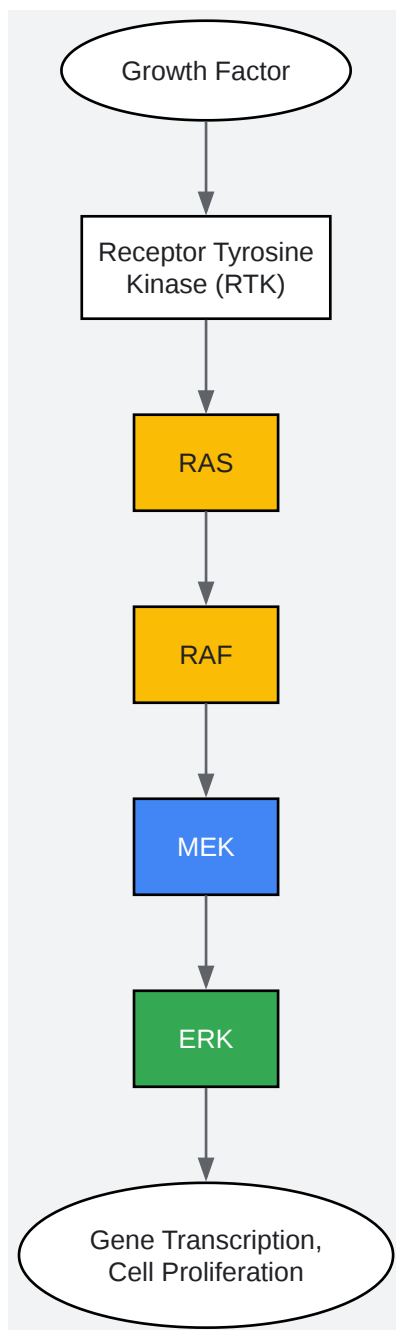 Growth Factor
Receptor Tyrosine
Kinase (RTK)
RAS
RAF
MEK
ERK
Gene Transcription,
Cell Proliferation